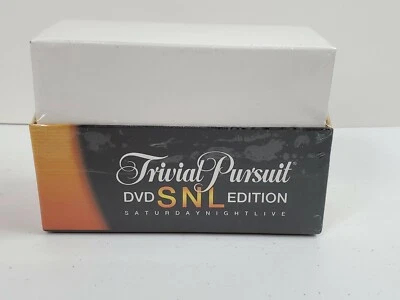 Trivial Pursuit
DVD SNL EDITION
SATURDAYNIGHTLIVE